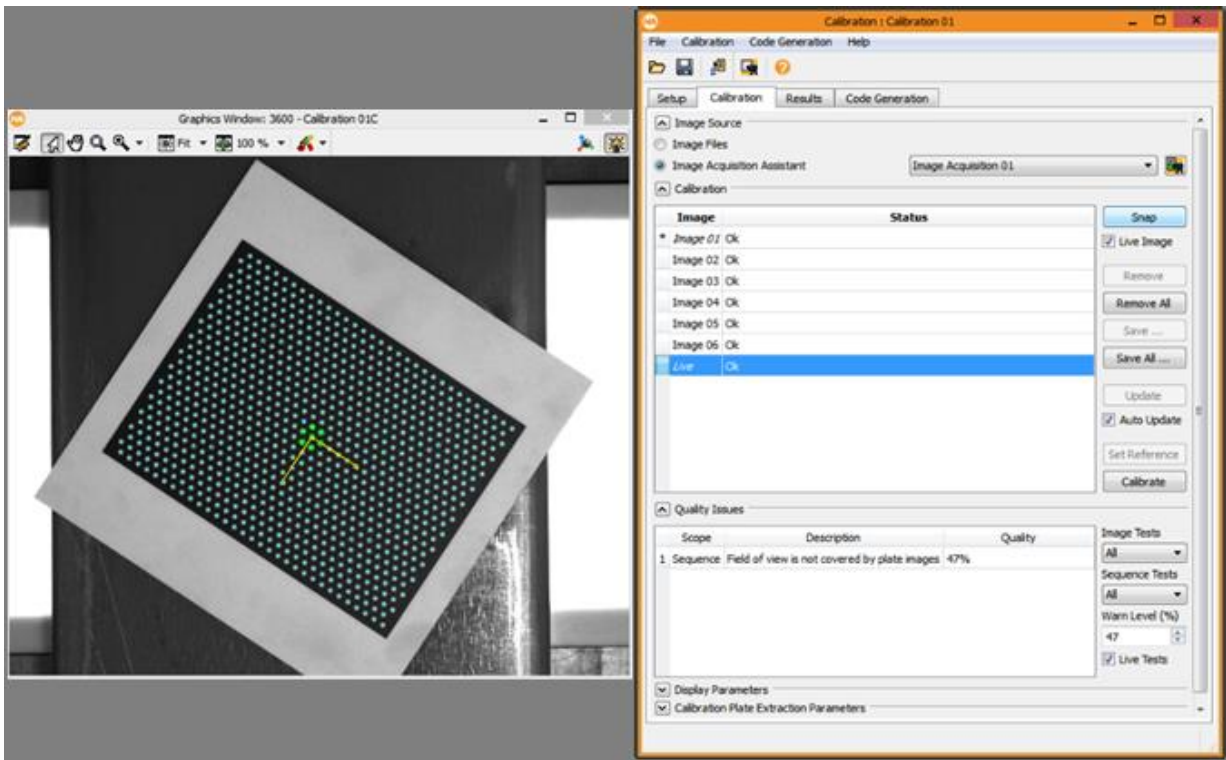 Graphics Window: 3600 - Calibration 01C
Fit
100 %
Calibration : Calibration 01
File Calibration Code Generation Help
Setup Calibration Results Code Generation
Image Source
Image Files
Image Acquisition Assistant Image Acquisition 01
Calibration
Image Status
* Image 01 Ok
Image 02 Ok
Image 03 Ok
Image 04 Ok
Image 05 Ok
Image 06 Ok
Live Ok
Snap
Live Image
Remove
Remove All
Save ...
Save All ...
Update
Auto Update
Set Reference
Calibrate
Quality Issues
Scope Description Quality
1 Sequence Field of view is not covered by plate images 47%
Image Tests
All
Sequence Tests
All
Warn Level (%)
47
Live Tests
Display Parameters
Calibration Plate Extraction Parameters